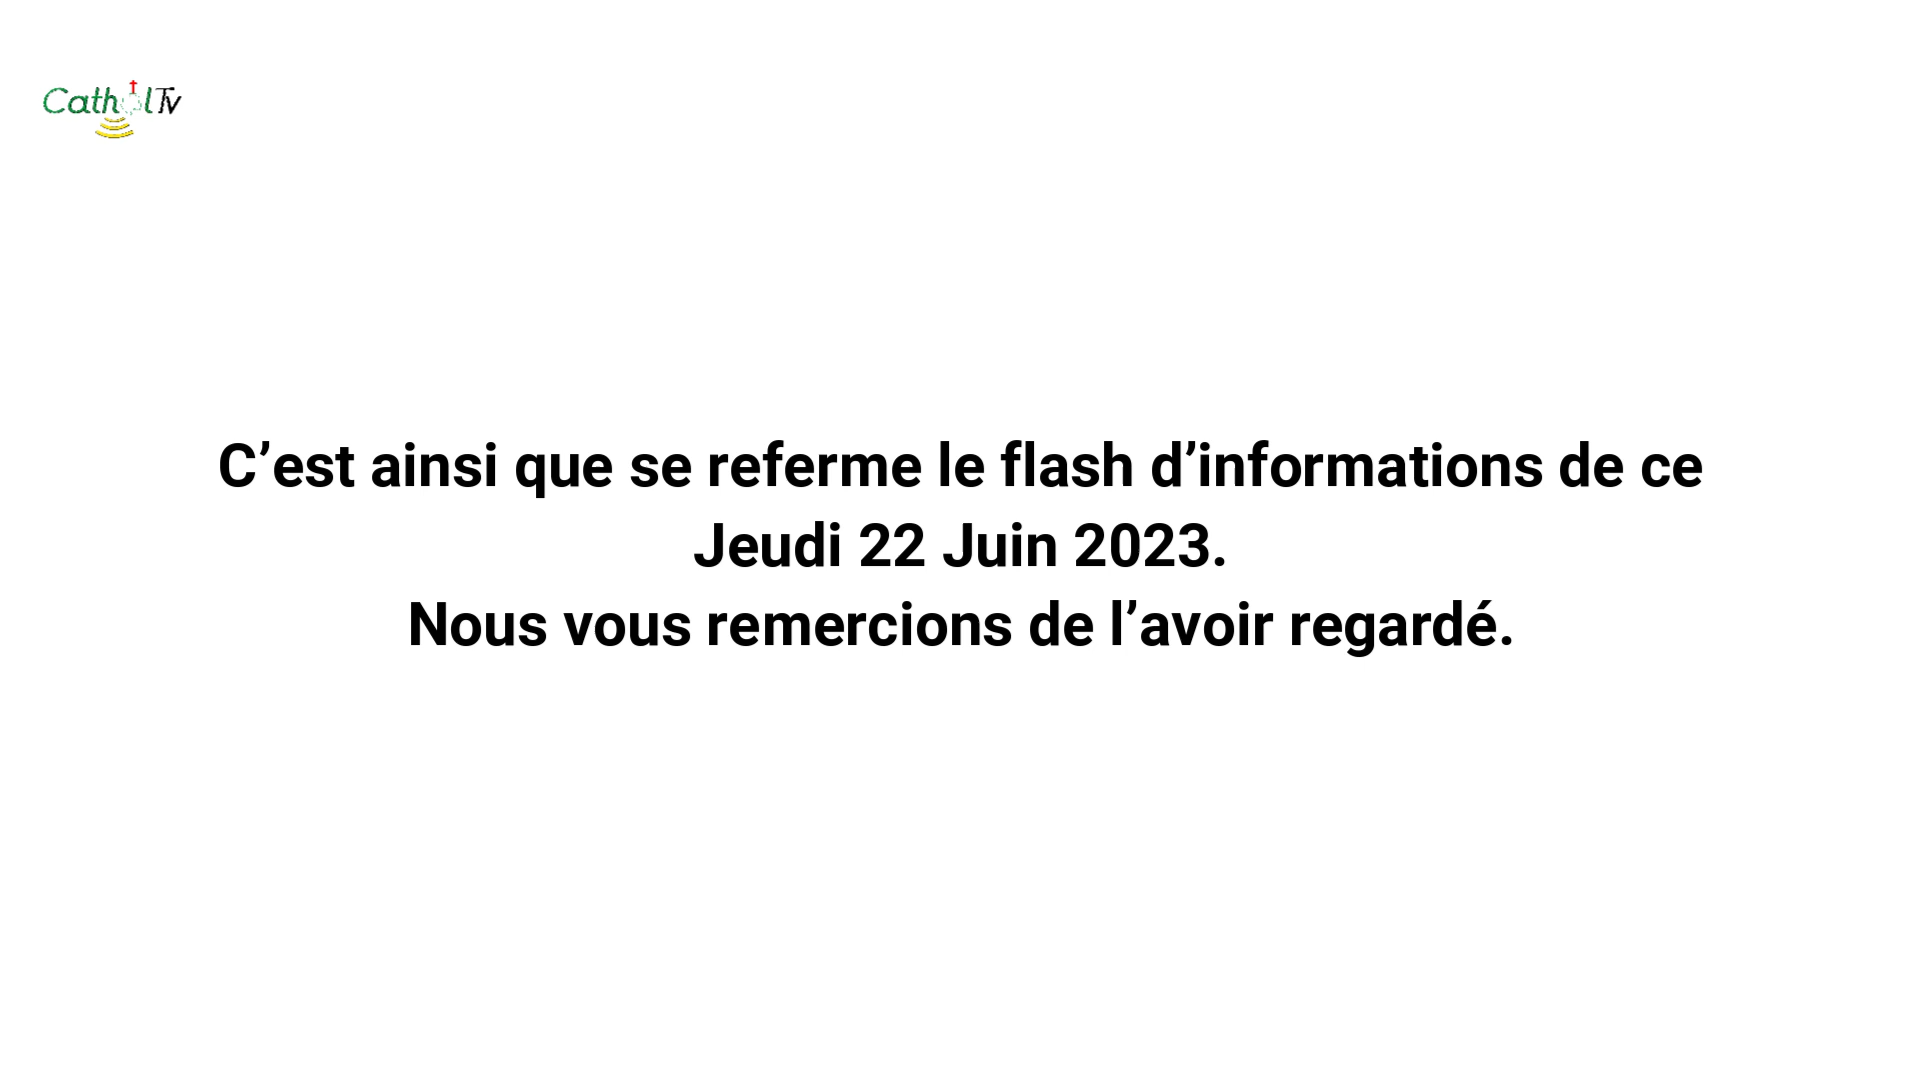 CatholTv
C’est ainsi que se referme le flash d’informations de ce
Jeudi 22 Juin 2023.
Nous vous remercions de l’avoir regardé.